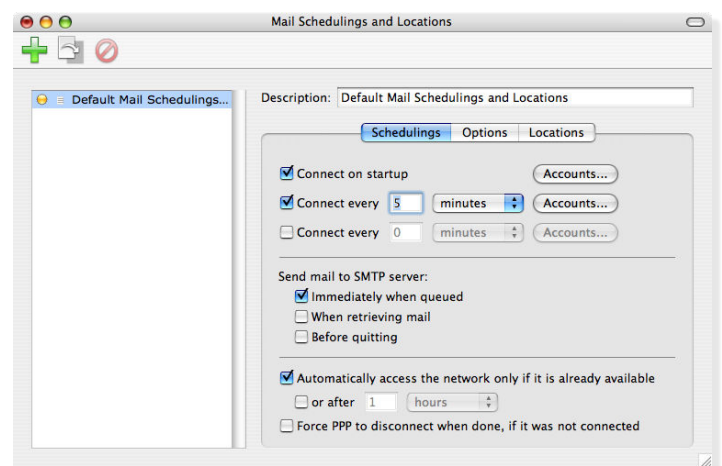 Mail Schedulings and Locations
Default Mail Schedulings...
Description: Default Mail Schedulings and Locations
Schedulings Options Locations
Connect on startup Accounts...
Connect every 5 minutes Accounts...
Connect every 0 minutes Accounts...
Send mail to SMTP server:
Immediately when queued
When retrieving mail
Before quitting
Automatically access the network only if it is already available
or after 1 hours
Force PPP to disconnect when done, if it was not connected